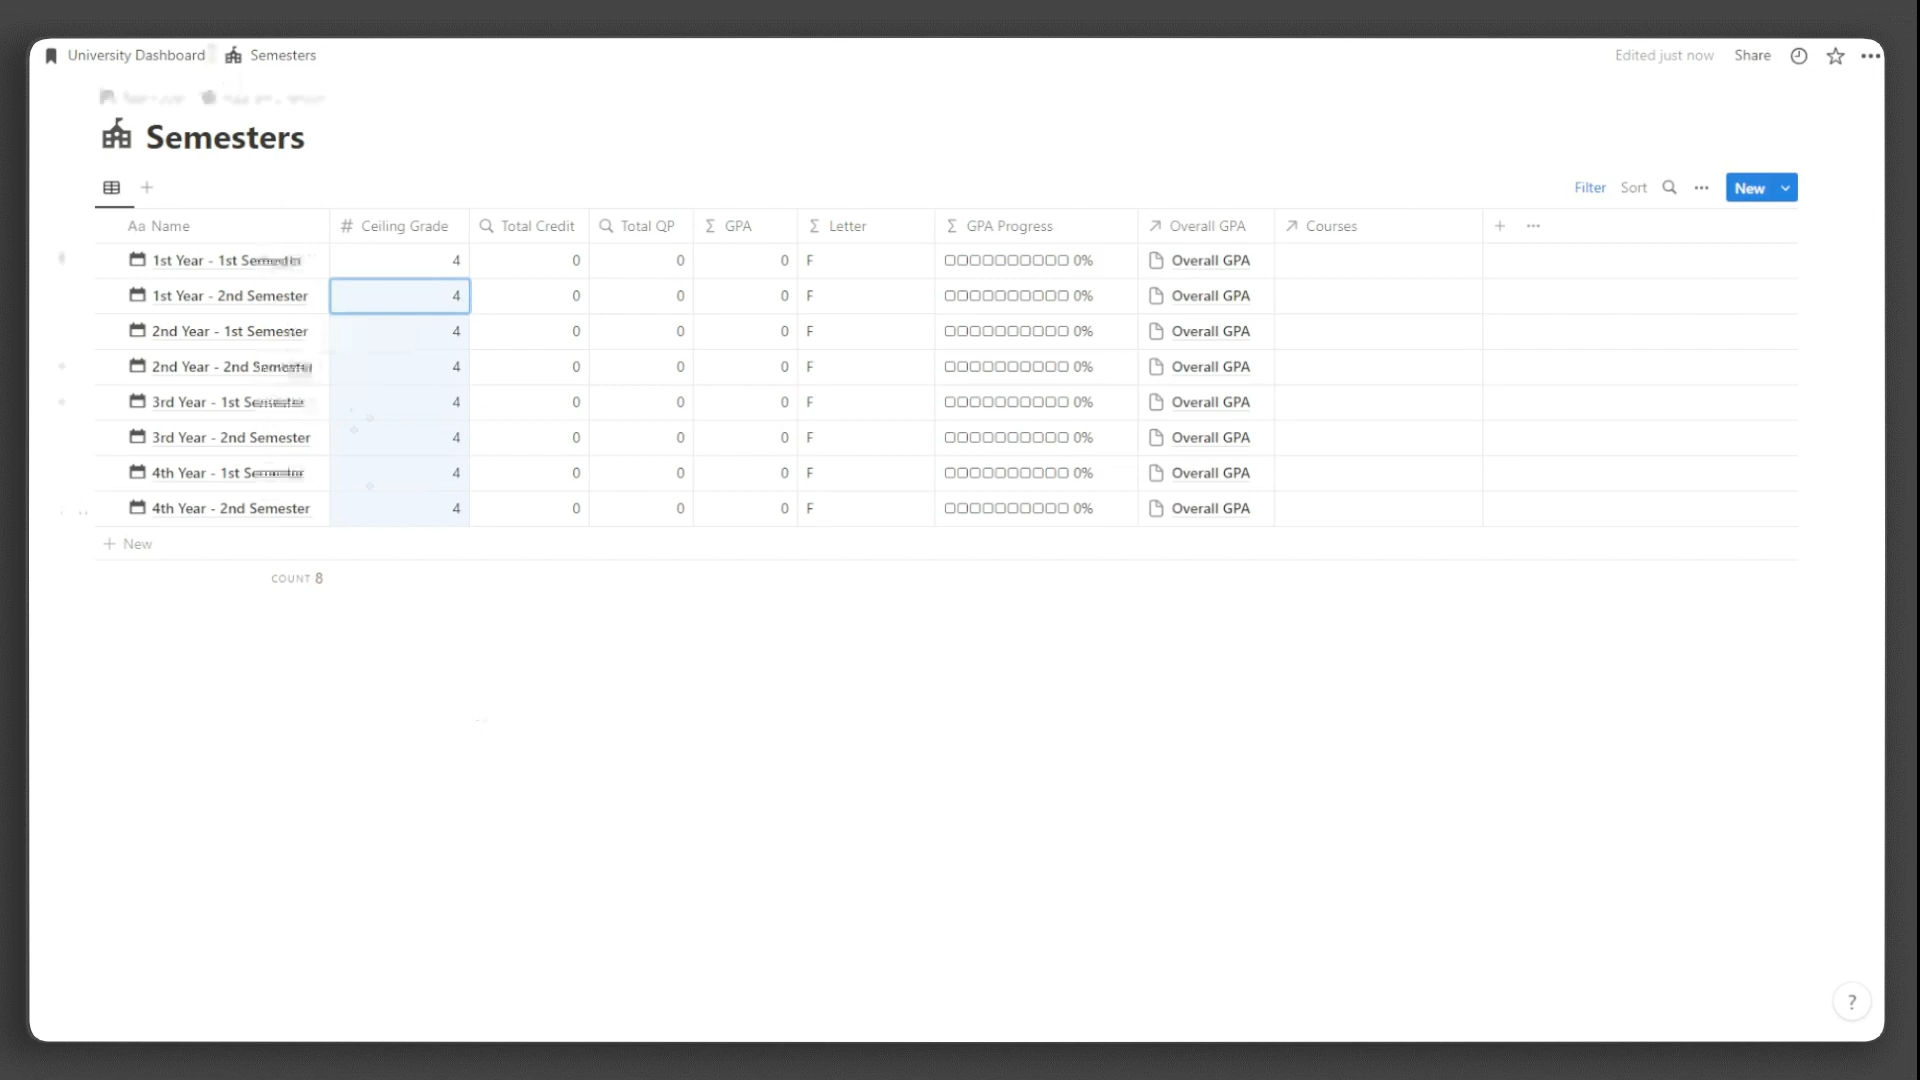 University Dashboard Semesters Edited just now Share
Semesters
Filter Sort New
Aa Name # Ceiling Grade Total Credit Total QP Σ GPA Σ Letter Σ GPA Progress Overall GPA Courses
1st Year - 1st Semester 4 0 0 0 F 0% Overall GPA
1st Year - 2nd Semester 4 0 0 0 F 0% Overall GPA
2nd Year - 1st Semester 4 0 0 0 F 0% Overall GPA
2nd Year - 2nd Semester 4 0 0 0 F 0% Overall GPA
3rd Year - 1st Semester 4 0 0 0 F 0% Overall GPA
3rd Year - 2nd Semester 4 0 0 0 F 0% Overall GPA
4th Year - 1st Semester 4 0 0 0 F 0% Overall GPA
4th Year - 2nd Semester 4 0 0 0 F 0% Overall GPA
+ New
COUNT 8
?